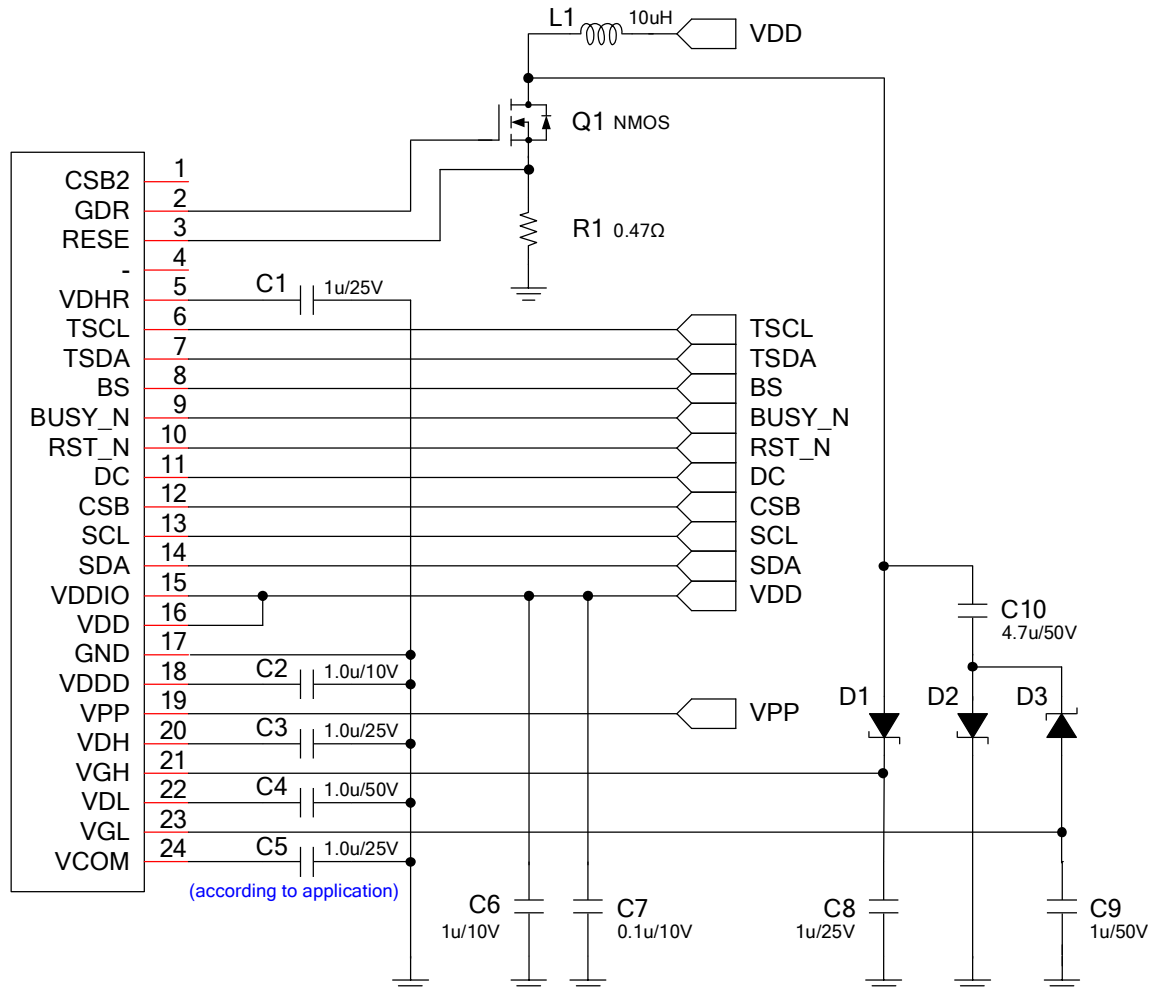 L1 10uH VDD
Q1 NMOS
R1 0.47Ω
CSB2 1
GDR 2
RESE 3
- 4
VDHR 5 C1 1u/25V
TSCL 6 TSCL
TSDA 7 TSDA
BS 8 BS
BUSY_N 9 BUSY_N
RST_N 10 RST_N
DC 11 DC
CSB 12 CSB
SCL 13 SCL
SDA 14 SDA
VDDIO 15 VDD
VDD 16
GND 17
VDDD 18 C2 1.0u/10V
VPP 19 VPP
VDH 20 C3 1.0u/25V
VGH 21
VDL 22 C4 1.0u/50V
VGL 23
VCOM 24 C5 1.0u/25V
(according to application)
C10
4.7u/50V
D1 D2 D3
C6
1u/10V
C7
0.1u/10V
C8
1u/25V
C9
1u/50V